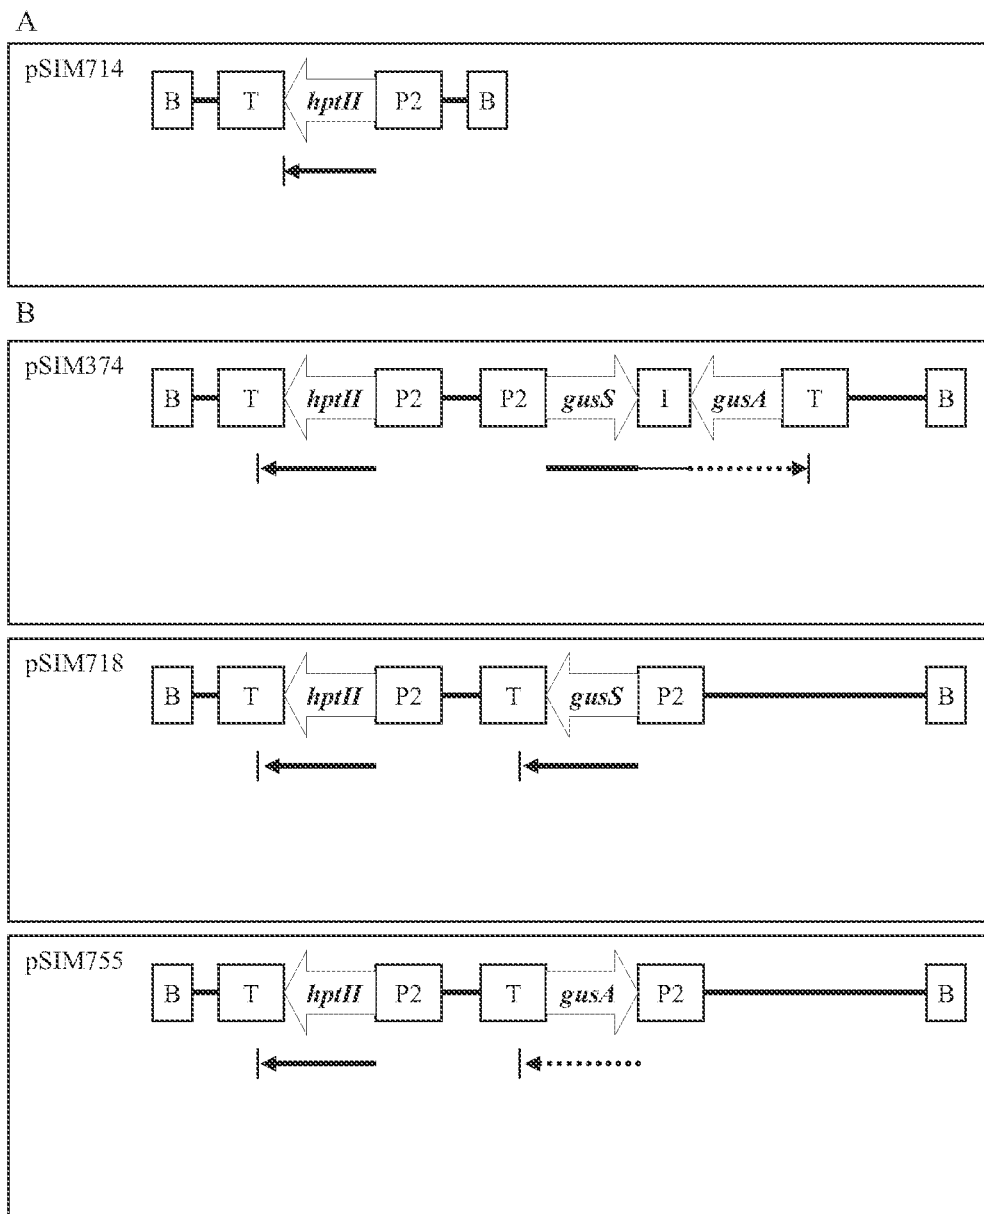 A
pSIM714
B T hptII P2 B
B
pSIM374
B T hptII P2 P2 gusS I gusA T B
pSIM718
B T hptII P2 T gusS P2 B
pSIM755
B T hptII P2 T gusA P2 B